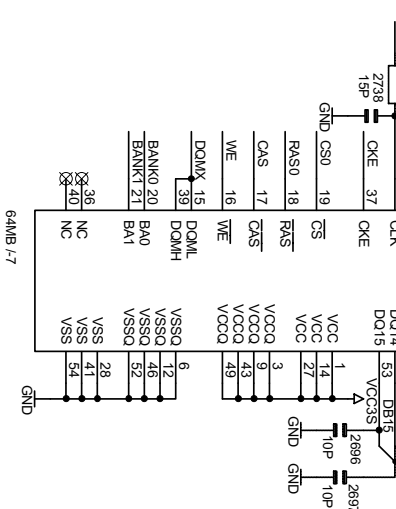 2738
15P
GND
CKE
37
CKE
CLK
CS0
19
CS
RAS0
18
RAS
CAS
17
CAS
WE
16
WE
DQMX
15
39
DQML
DQMH
BANK0
20
BA0
BANK1
21
BA1
36
NC
40
NC
DQ14
DQ15
53
DB15
VCC
1
VCC
14
VCC
27
VCC3S
VCCQ
3
VCCQ
9
VCCQ
43
VCCQ
49
VSSQ
6
VSSQ
12
VSSQ
46
VSSQ
52
VSS
28
VSS
41
VSS
54
GND
2696
10P
GND
2697
10P
GND
64MB /-7